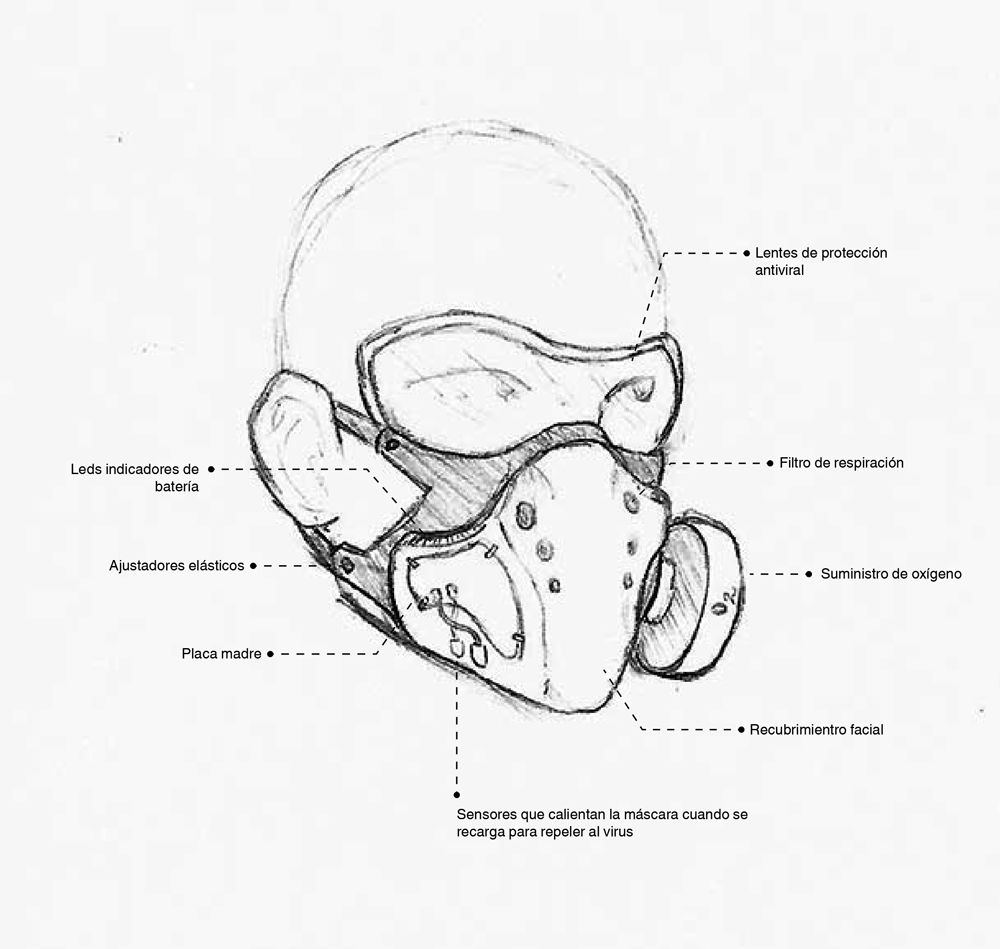 Lentes de protección
antiviral
Leds indicadores de
batería
Filtro de respiración
Ajustadores elásticos
Suministro de oxígeno
O2
Placa madre
Recubrimientro facial
Sensores que calientan la máscara cuando se
recarga para repeler al virus